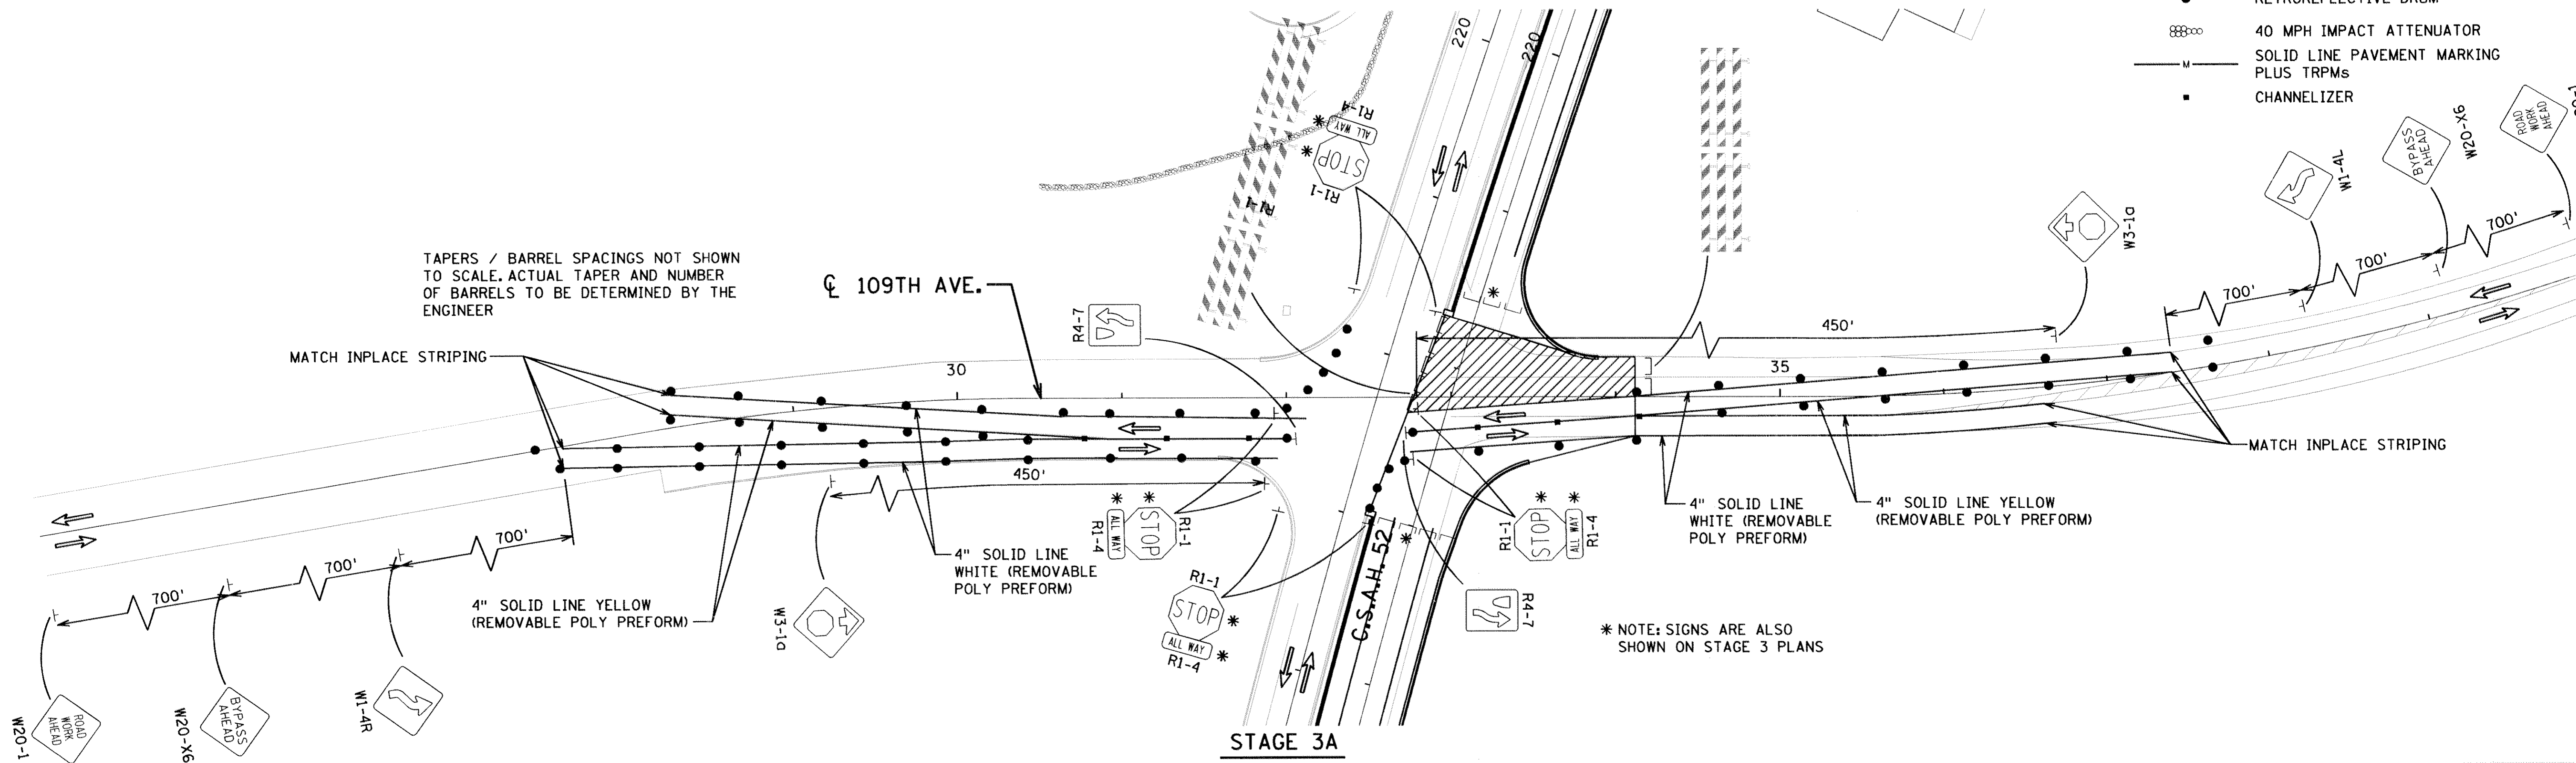 40 MPH IMPACT ATTENUATOR
M
SOLID LINE PAVEMENT MARKING
PLUS TRPMs
CHANNELIZER
220
220
R1-4
ALL WAY
STOP
R1-1
R1-1
ROAD
WORK
AHEAD
BYPASS
AHEAD
W20-X6
W1-4L
W3-1a
700'
700'
700'
450'
TAPERS / BARREL SPACINGS NOT SHOWN
TO SCALE. ACTUAL TAPER AND NUMBER
OF BARRELS TO BE DETERMINED BY THE
ENGINEER
℄ 109TH AVE.
R4-7
MATCH INPLACE STRIPING
30
35
MATCH INPLACE STRIPING
450'
700'
700'
700'
4" SOLID LINE
WHITE (REMOVABLE
POLY PREFORM)
4" SOLID LINE YELLOW
(REMOVABLE POLY PREFORM)
R1-4
ALL WAY
STOP
R1-1
R1-1
STOP
ALL WAY
R1-4
R1-1
STOP
ALL WAY
R1-4
C.S.A.H. 52
R4-7
4" SOLID LINE
WHITE (REMOVABLE
POLY PREFORM)
4" SOLID LINE YELLOW
(REMOVABLE POLY PREFORM)
* NOTE: SIGNS ARE ALSO
SHOWN ON STAGE 3 PLANS
W20-1
ROAD
WORK
AHEAD
W20-X6
BYPASS
AHEAD
W1-4R
W3-1a
STAGE 3A